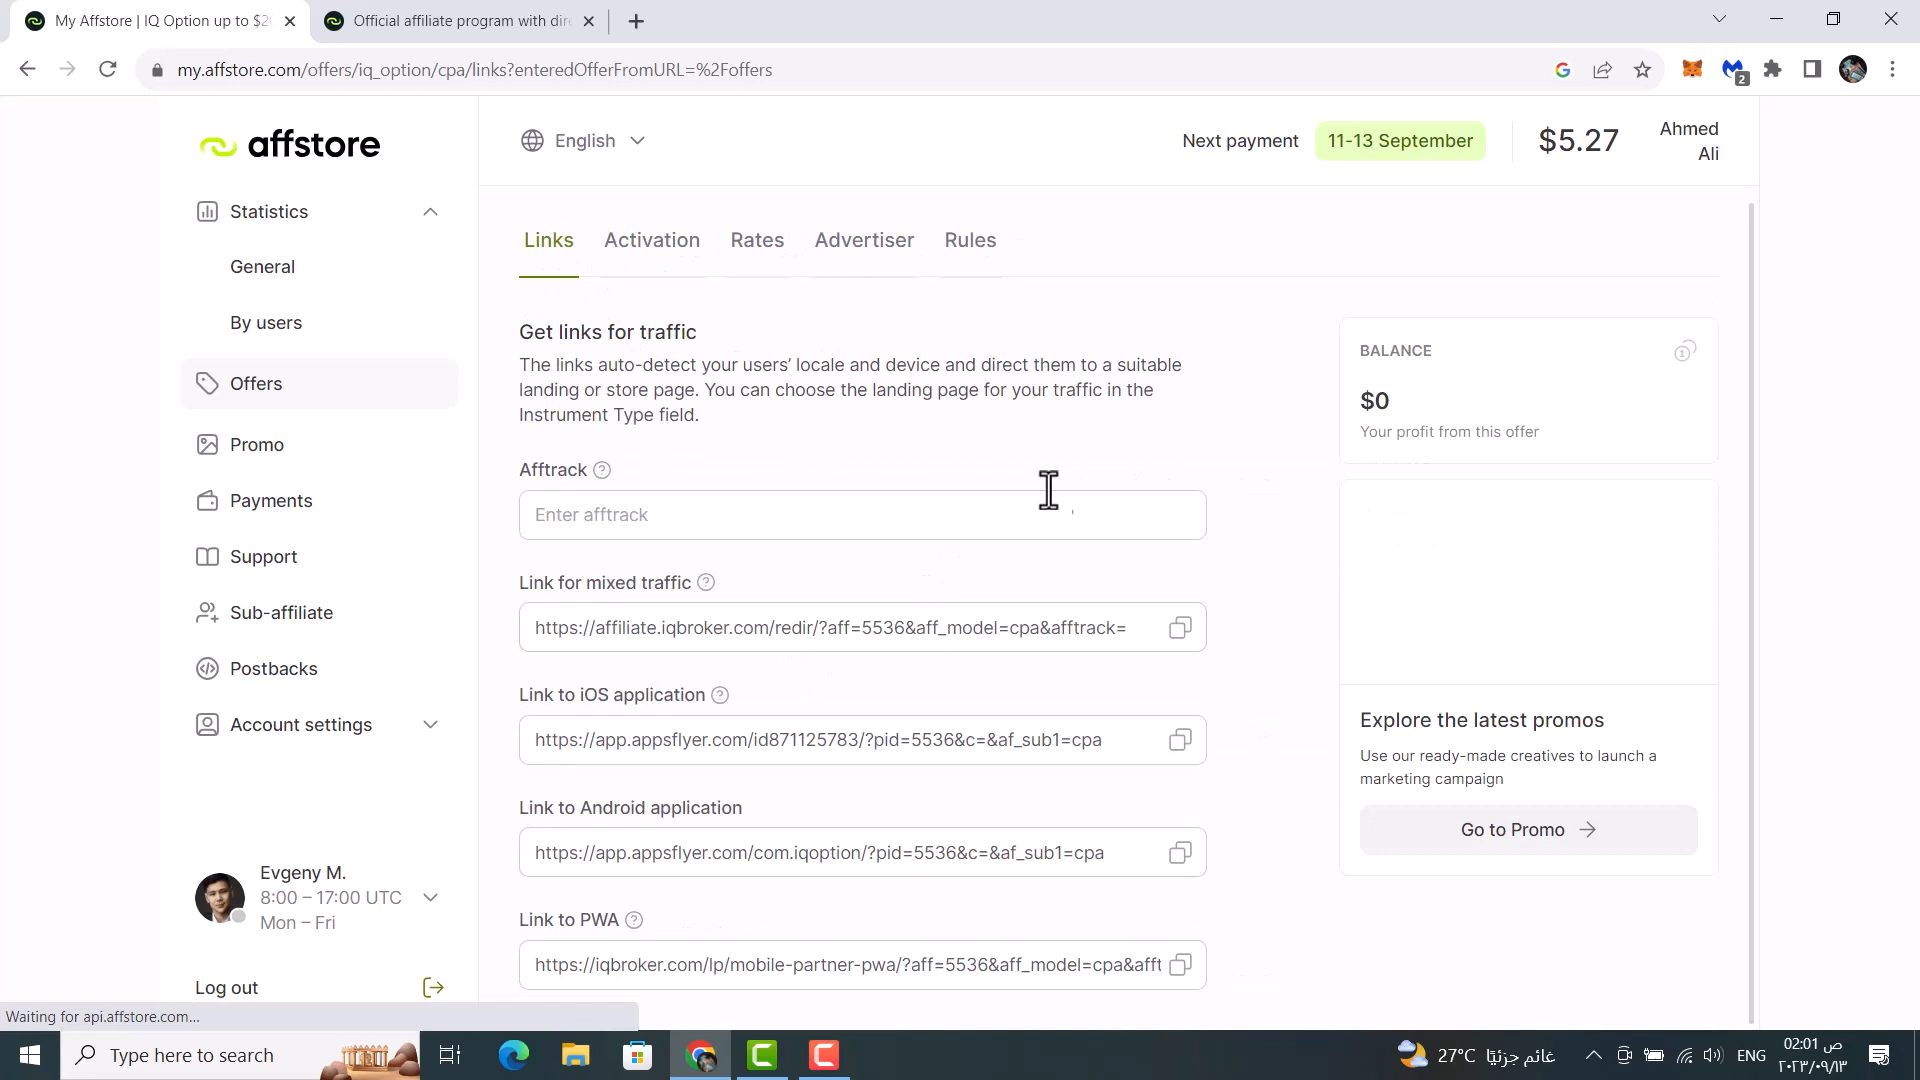 My Affstore | IQ Option up to $20
Official affiliate program with dire
my.affstore.com/offers/iq_option/cpa/links?enteredOfferFromURL=%2Foffers
2
affstore
English
Next payment
11-13 September
$5.27
Ahmed
Ali
Statistics
General
By users
Offers
Promo
Payments
Support
Sub-affiliate
Postbacks
Account settings
Evgeny M.
8:00 – 17:00 UTC
Mon – Fri
Log out
Links
Activation
Rates
Advertiser
Rules
Get links for traffic
The links auto-detect your users’ locale and device and direct them to a suitable
landing or store page. You can choose the landing page for your traffic in the
Instrument Type field.
Afftrack
Enter afftrack
Link for mixed traffic
https://affiliate.iqbroker.com/redir/?aff=5536&aff_model=cpa&afftrack=
Link to iOS application
https://app.appsflyer.com/id871125783/?pid=5536&c=&af_sub1=cpa
Link to Android application
https://app.appsflyer.com/com.iqoption/?pid=5536&c=&af_sub1=cpa
Link to PWA
https://iqbroker.com/lp/mobile-partner-pwa/?aff=5536&aff_model=cpa&afft
BALANCE
$0
Your profit from this offer
Explore the latest promos
Use our ready-made creatives to launch a
marketing campaign
Go to Promo
Waiting for api.affstore.com...
Type here to search
27°C
غائم جزئيًا
ENG
02:01 ص
٢٠٢٣/٠٩/١٣